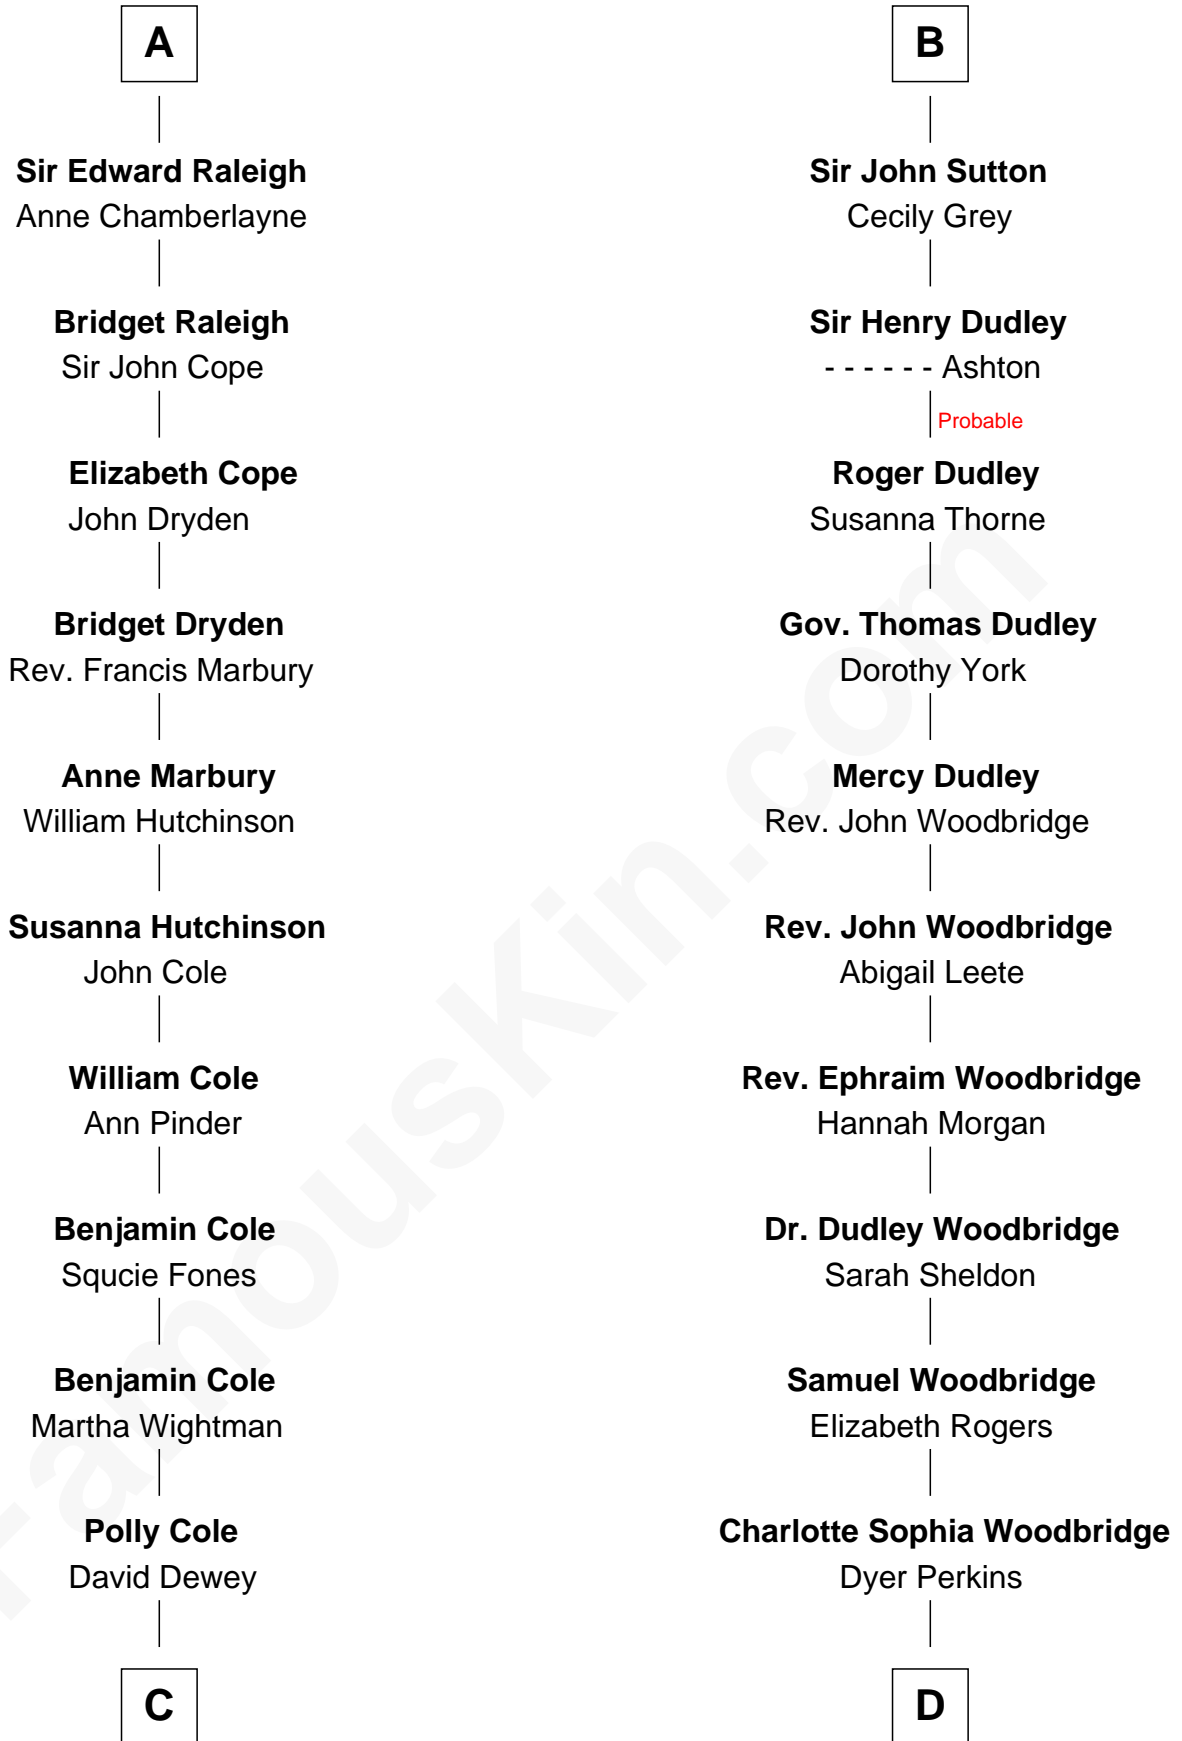 A
Sir Edward Raleigh
Anne Chamberlayne
Bridget Raleigh
Sir John Cope
Elizabeth Cope
John Dryden
Bridget Dryden
Rev. Francis Marbury
Anne Marbury
William Hutchinson
Susanna Hutchinson
John Cole
William Cole
Ann Pinder
Benjamin Cole
Squcie Fones
Benjamin Cole
Martha Wightman
Polly Cole
David Dewey
C
B
Sir John Sutton
Cecily Grey
Sir Henry Dudley
- - - - - - Ashton
Probable
Roger Dudley
Susanna Thorne
Gov. Thomas Dudley
Dorothy York
Mercy Dudley
Rev. John Woodbridge
Rev. John Woodbridge
Abigail Leete
Rev. Ephraim Woodbridge
Hannah Morgan
Dr. Dudley Woodbridge
Sarah Sheldon
Samuel Woodbridge
Elizabeth Rogers
Charlotte Sophia Woodbridge
Dyer Perkins
D
FamousKin.com